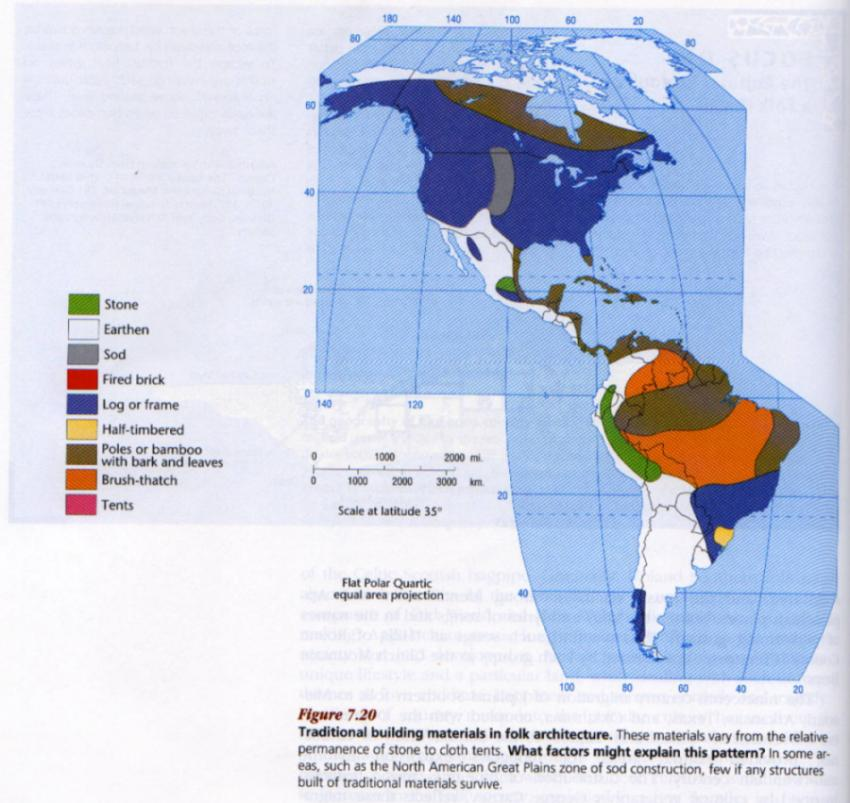 180 140 100 60 20
80 80
60
40
20
0
140 120
Stone
Earthen
Sod
Fired brick
Log or frame
Half-timbered
Poles or bamboo
with bark and leaves
Brush-thatch
Tents
0 1000 2000 mi.
0 1000 2000 3000 km.
Scale at latitude 35°
20
Flat Polar Quartic
equal area projection
40
100 80 60 40 20
Figure 7.20
Traditional building materials in folk architecture. These materials vary from the relative
permanence of stone to cloth tents. What factors might explain this pattern? In some ar-
eas, such as the North American Great Plains zone of sod construction, few if any structures
built of traditional materials survive.